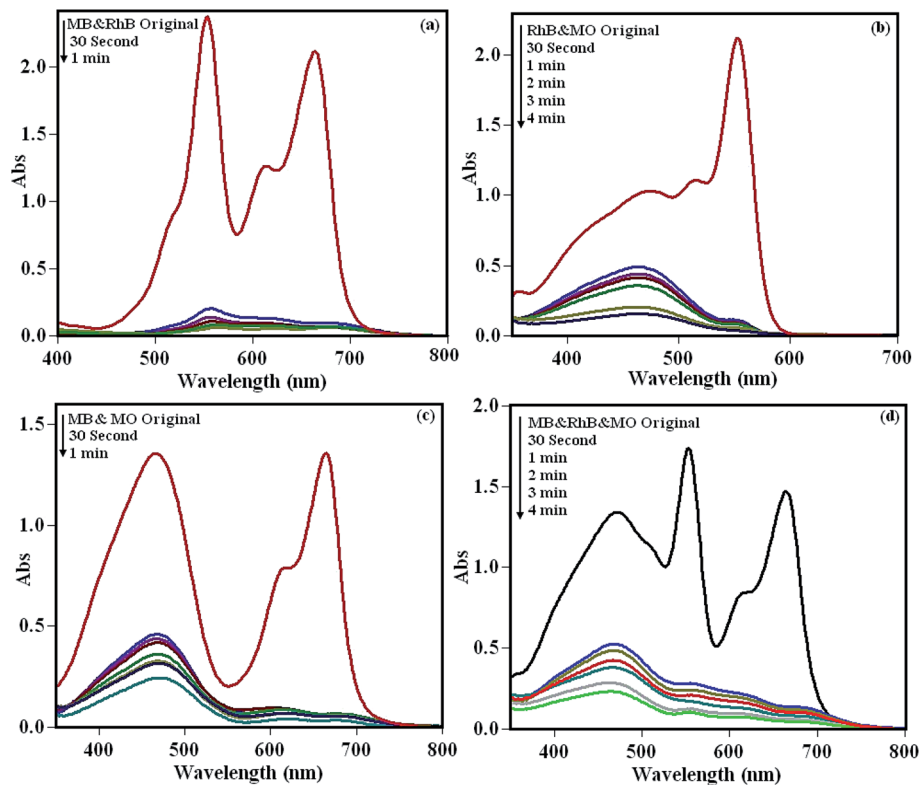 MB&RhB Original
30 Second
1 min
(a)
2.0
1.5
1.0
0.5
0.0
Abs
400 500 600 700 800
Wavelength (nm)
RhB&MO Original
30 Second
1 min
2 min
3 min
4 min
(b)
2.0
1.5
1.0
0.5
0.0
Abs
400 500 600 700
Wavelength (nm)
MB& MO Original
30 Second
1 min
(c)
1.5
1.0
0.5
0.0
Abs
400 500 600 700 800
Wavelength (nm)
MB&RhB&MO Original
30 Second
1 min
2 min
3 min
4 min
(d)
2.0
1.5
1.0
0.5
0.0
Abs
400 500 600 700 800
Wavelength (nm)